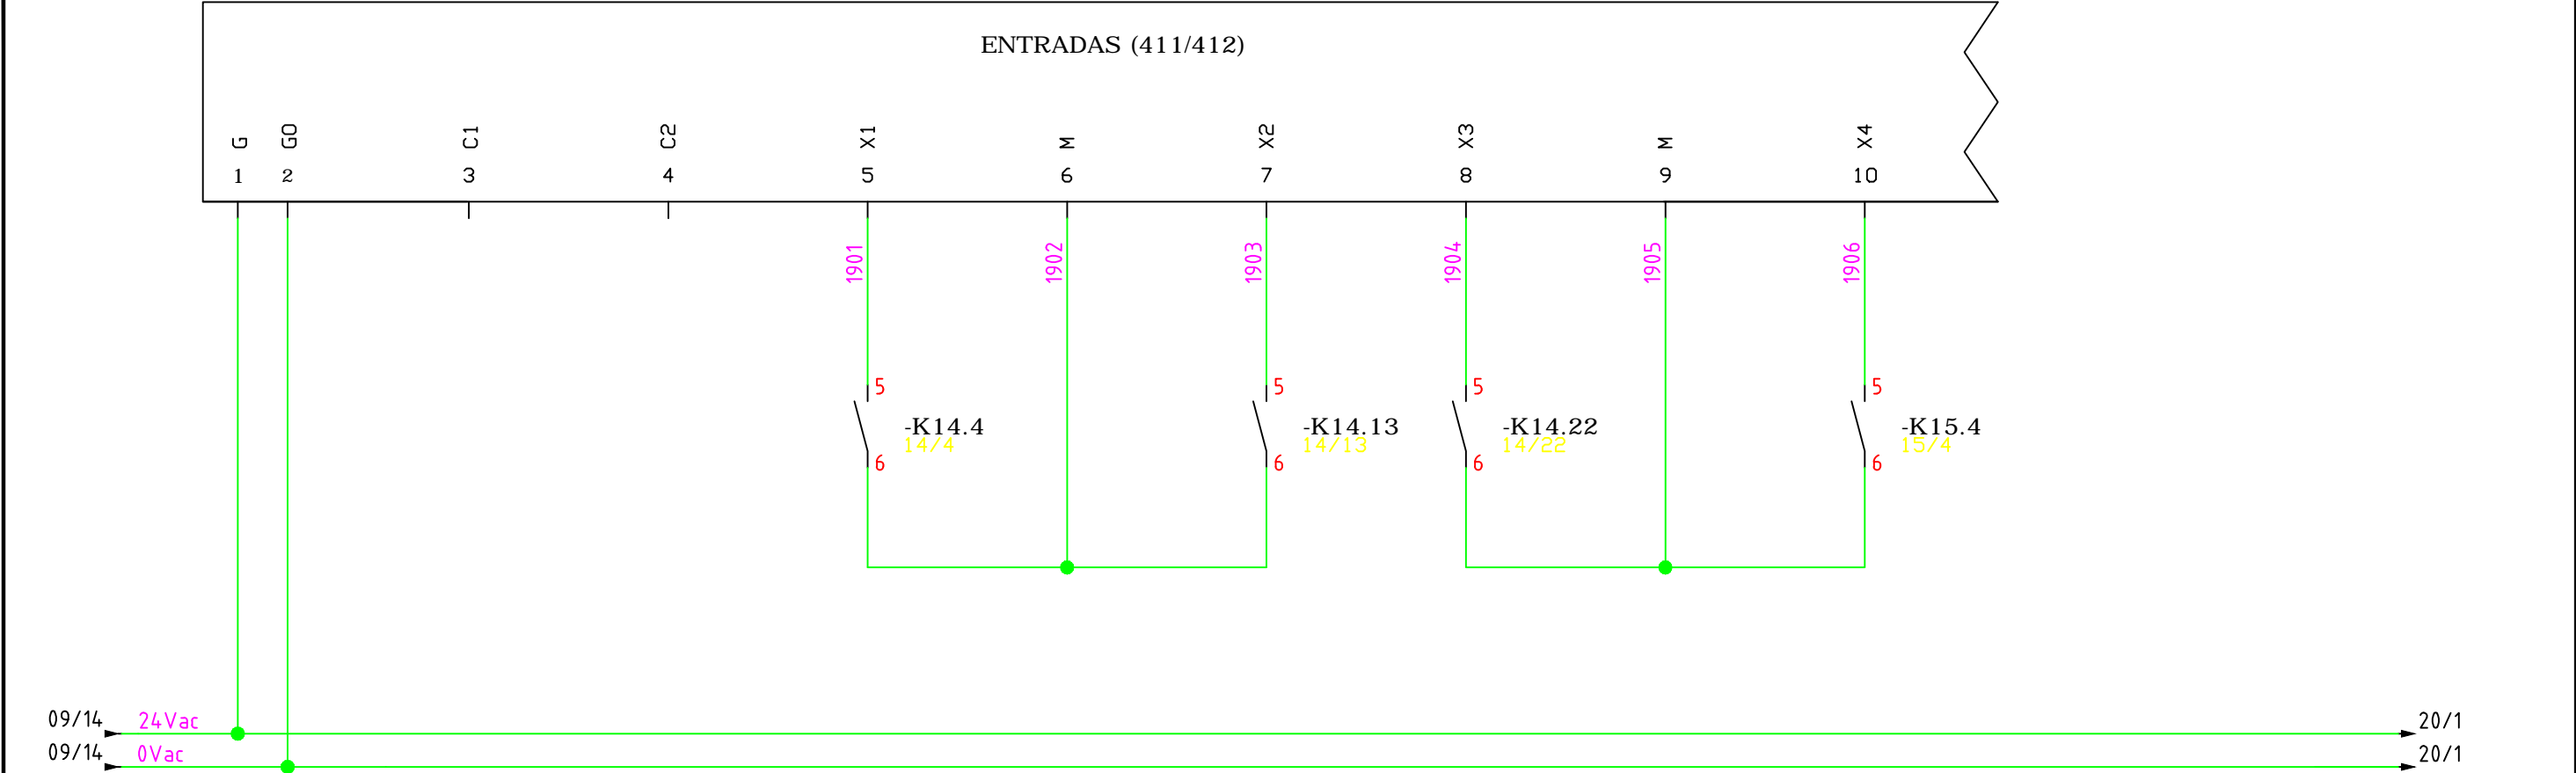 ENTRADAS (411/412)
G G0 C1 C2 X1 M X2 X3 M X4
1 2 3 4 5 6 7 8 9 10
1901 1902 1903 1904 1905 1906
5 5 5 5
-K14.4 -K14.13 -K14.22 -K15.4
14/4 14/13 14/22 15/4
6 6 6 6
09/14 24Vac 20/1
09/14 0Vac 20/1